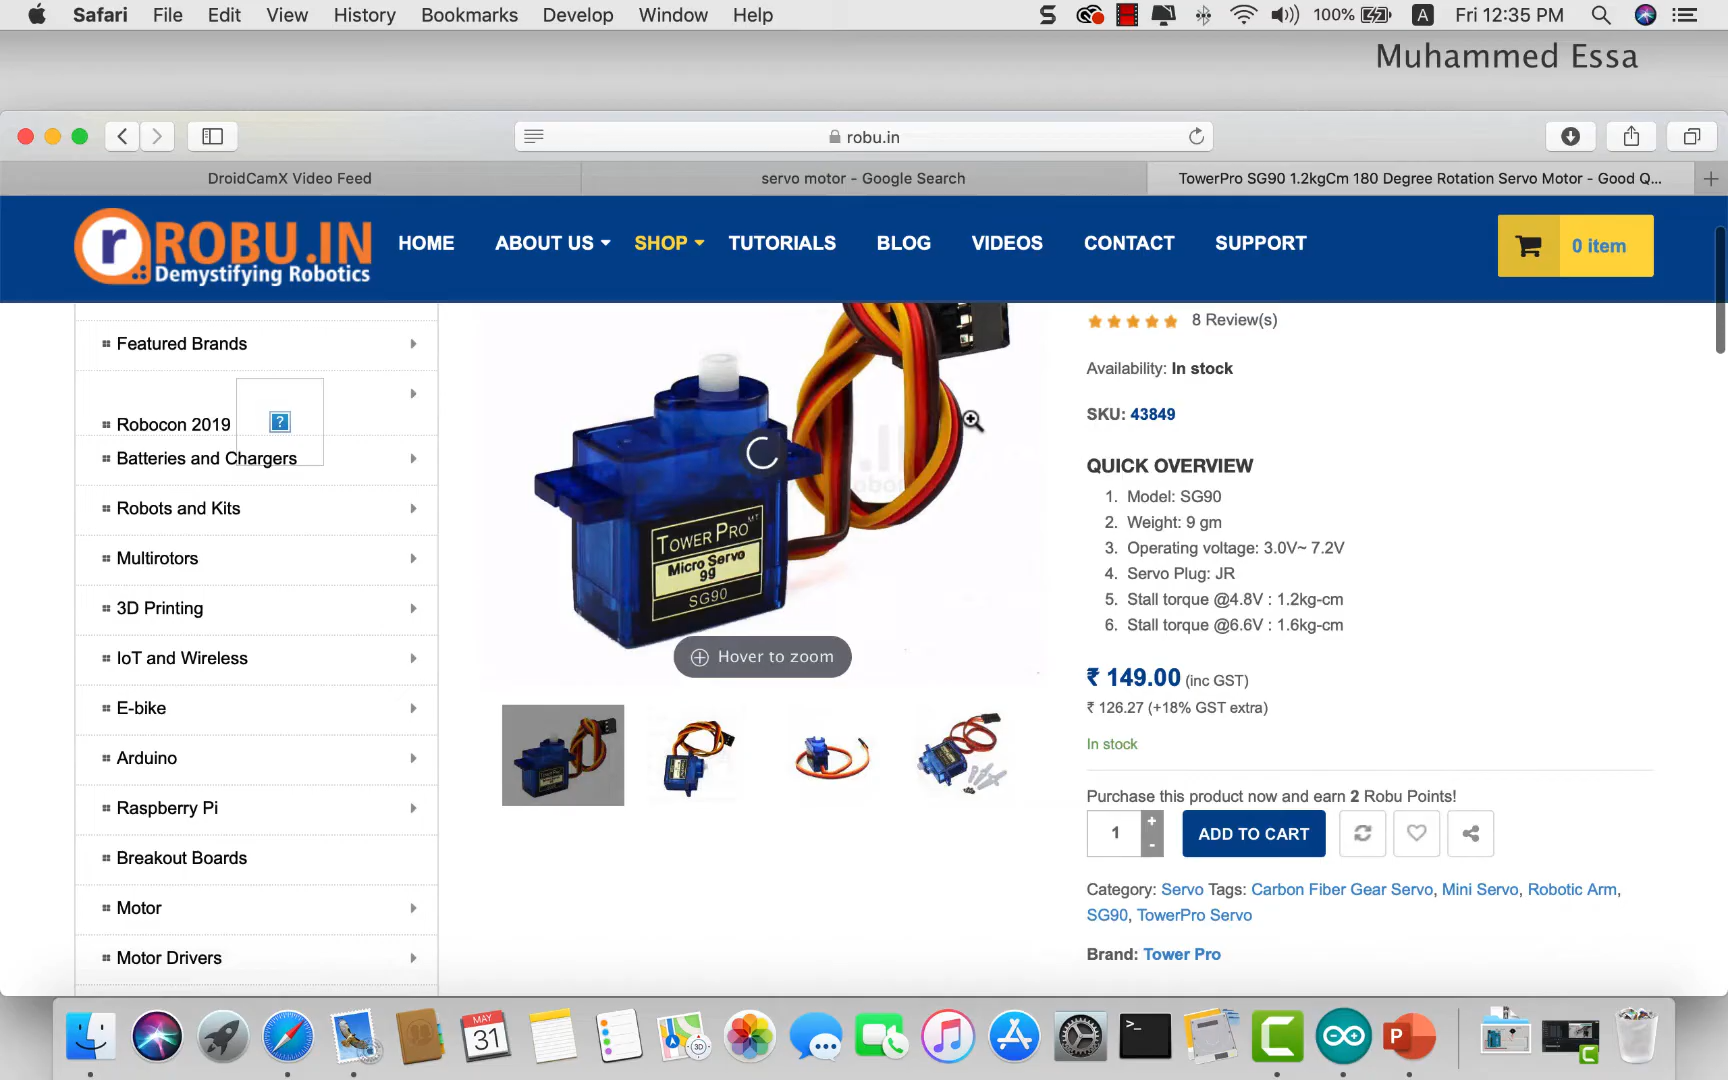 Safari File Edit View History Bookmarks Develop Window Help 100% A Fri 12:35 PM
Muhammed Essa
robu.in
DroidCamX Video Feed
servo motor - Google Search
TowerPro SG90 1.2kgCm 180 Degree Rotation Servo Motor - Good Q...
r ROBU.IN
Demystifying Robotics
HOME ABOUT US SHOP TUTORIALS BLOG VIDEOS CONTACT SUPPORT
0 item
Featured Brands
Robocon 2019
Batteries and Chargers
Robots and Kits
Multirotors
3D Printing
IoT and Wireless
E-bike
Arduino
Raspberry Pi
Breakout Boards
Motor
Motor Drivers
TOWER PRO
Micro Servo
9g
SG90
Hover to zoom
8 Review(s)
Availability: In stock
SKU: 43849
QUICK OVERVIEW
1. Model: SG90
2. Weight: 9 gm
3. Operating voltage: 3.0V~ 7.2V
4. Servo Plug: JR
5. Stall torque @4.8V : 1.2kg-cm
6. Stall torque @6.6V : 1.6kg-cm
₹ 149.00 (inc GST)
₹ 126.27 (+18% GST extra)
In stock
Purchase this product now and earn 2 Robu Points!
1 + -
ADD TO CART
Category: Servo Tags: Carbon Fiber Gear Servo, Mini Servo, Robotic Arm,
SG90, TowerPro Servo
Brand: Tower Pro
MAY
31
3D